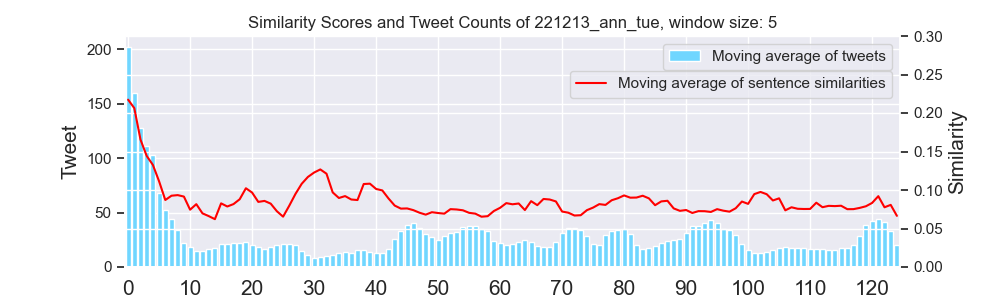 Similarity Scores and Tweet Counts of 221213_ann_tue, window size: 5
Moving average of tweets
Moving average of sentence similarities
Tweet
200
150
100
50
0
0.30
0.25
0.20
0.15
0.10
0.05
0.00
Similarity
0 10 20 30 40 50 60 70 80 90 100 110 120